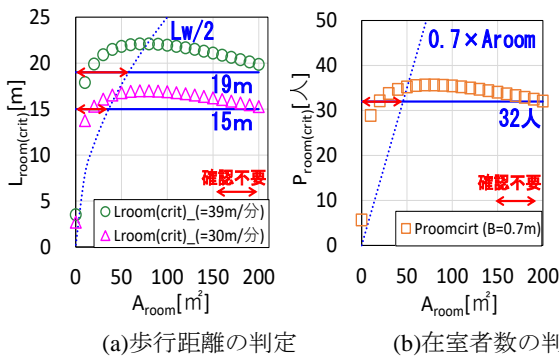 25
20
15
10
5
0
L room(crit) [m]
Lw/2
19m
15m
確認不要
Lroom(crit)_(=39m/分)
Lroom(crit)_(=30m/分)
0 50 100 150 200
A room[㎡]
(a)歩行距離の判定
50
40
30
20
10
0
P room(crit) [人]
0.7×Aroom
32人
確認不要
Proomcirt (B=0.7m)
0 50 100 150 200
A room[㎡]
(b)在室者数の判